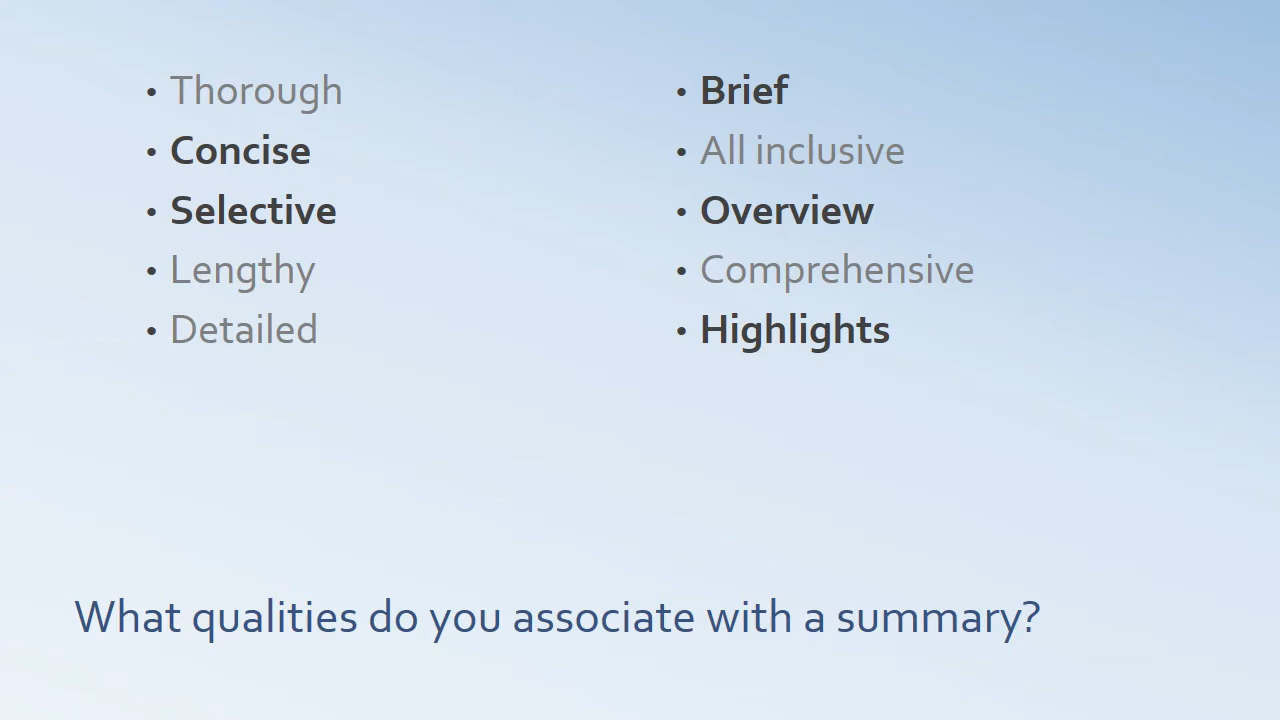 • Thorough
• Concise
• Selective
• Lengthy
• Detailed
• Brief
• All inclusive
• Overview
• Comprehensive
• Highlights
What qualities do you associate with a summary?